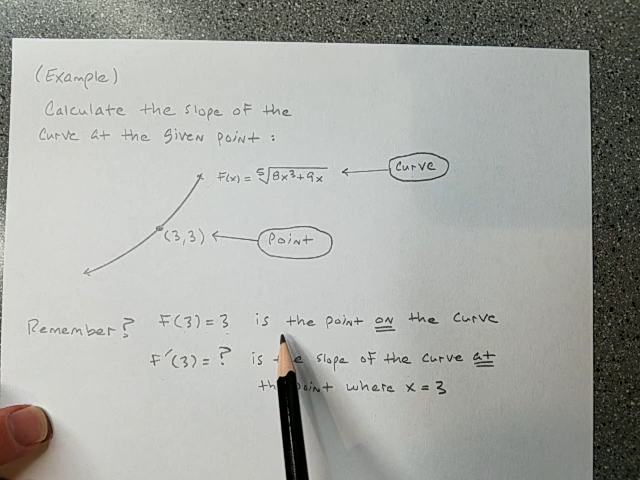 (Example)
Calculate the slope of the
curve at the given point:
F(x) = ⁵√8x³+9x
curve
(3,3)
Point
Remember? F(3) = 3 is the point on the curve
F'(3) = ? is slope of the curve at
where x = 3